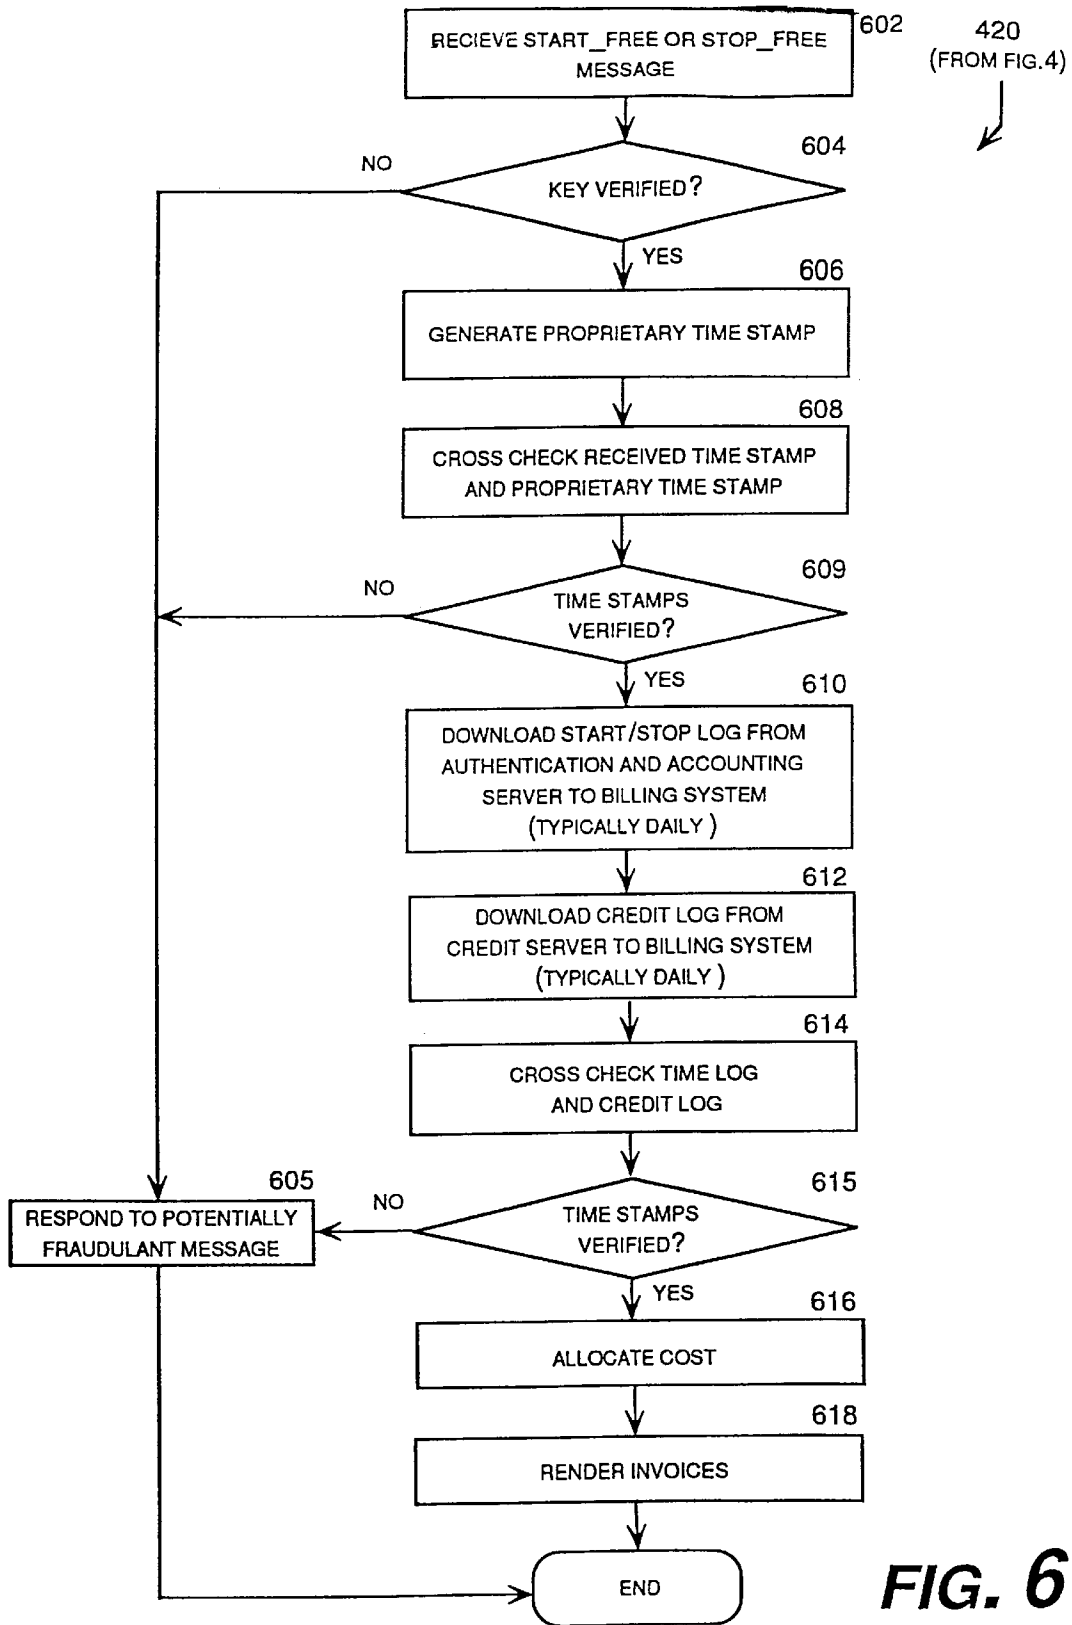 602
RECIEVE START_FREE OR STOP_FREE
MESSAGE
420
(FROM FIG.4)
604
NO
KEY VERIFIED?
YES
606
GENERATE PROPRIETARY TIME STAMP
608
CROSS CHECK RECEIVED TIME STAMP
AND PROPRIETARY TIME STAMP
609
NO
TIME STAMPS
VERIFIED?
YES
610
DOWNLOAD START/STOP LOG FROM
AUTHENTICATION AND ACCOUNTING
SERVER TO BILLING SYSTEM
(TYPICALLY DAILY )
612
DOWNLOAD CREDIT LOG FROM
CREDIT SERVER TO BILLING SYSTEM
(TYPICALLY DAILY )
614
CROSS CHECK TIME LOG
AND CREDIT LOG
605
RESPOND TO POTENTIALLY
FRAUDULANT MESSAGE
NO
615
TIME STAMPS
VERIFIED?
YES
616
ALLOCATE COST
618
RENDER INVOICES
END
FIG. 6